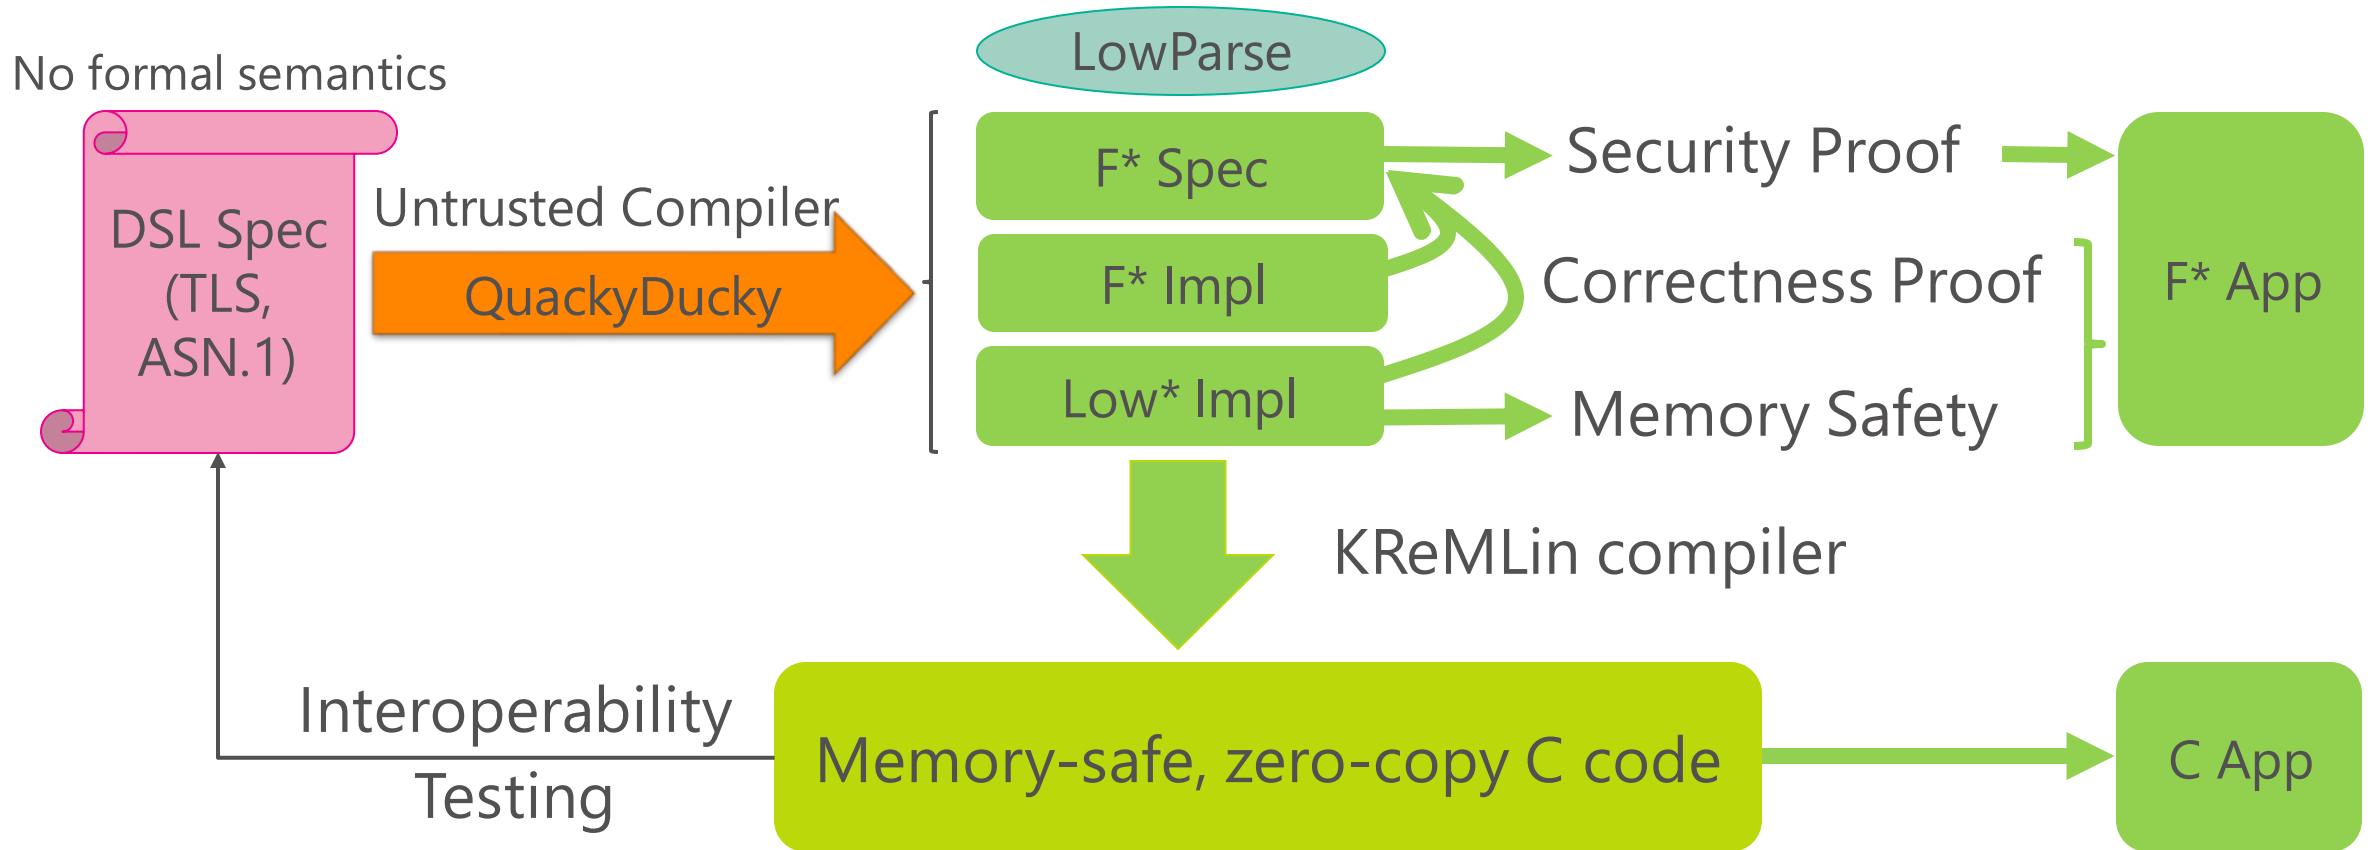 No formal semantics
DSL Spec
(TLS,
ASN.1)
Untrusted Compiler
QuackyDucky
LowParse
F* Spec
F* Impl
Low* Impl
Security Proof
Correctness Proof
Memory Safety
F* App
KReMLin compiler
Interoperability
Testing
Memory-safe, zero-copy C code
C App